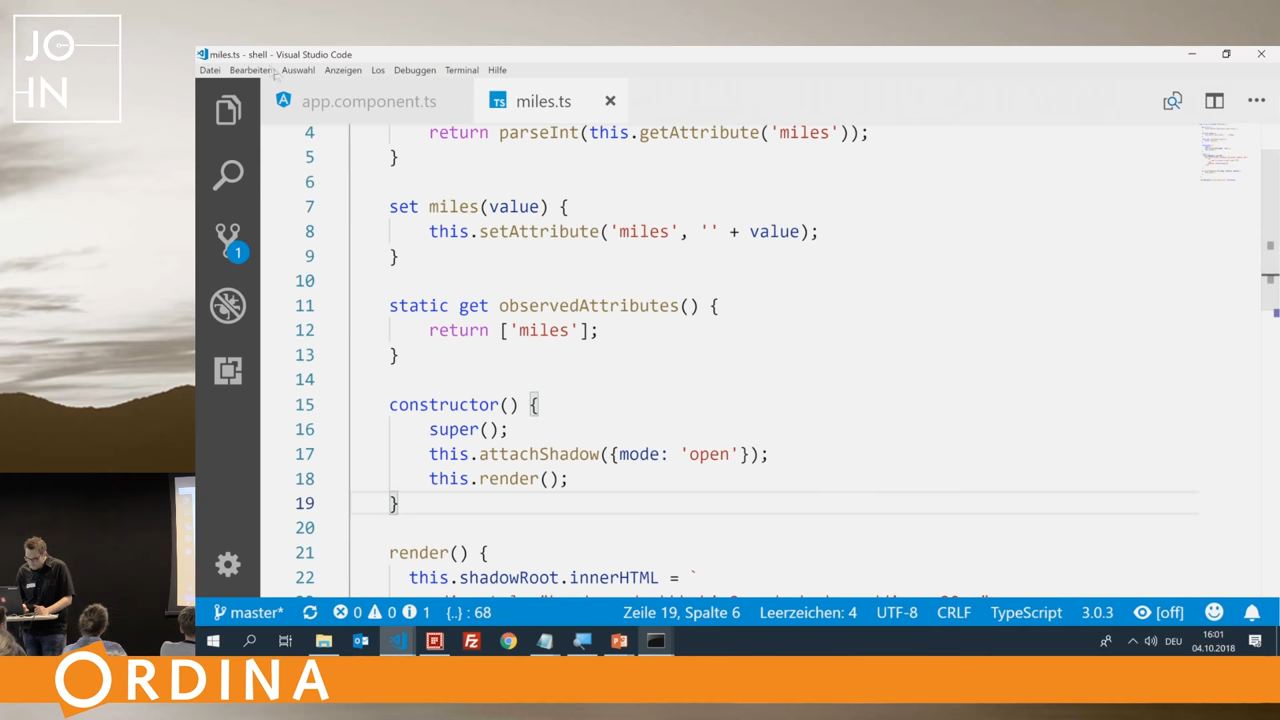 JO
IN
miles.ts - shell - Visual Studio Code
Datei Bearbeiten Auswahl Anzeigen Los Debuggen Terminal Hilfe
app.component.ts
TS miles.ts
4 return parseInt(this.getAttribute('miles'));
5 }
6
7 set miles(value) {
8 this.setAttribute('miles', '' + value);
9 }
10
11 static get observedAttributes() {
12 return ['miles'];
13 }
14
15 constructor() {
16 super();
17 this.attachShadow({mode: 'open'});
18 this.render();
19 }
20
21 render() {
22 this.shadowRoot.innerHTML = `
1
master* 0 0 1 {..} : 68 Zeile 19, Spalte 6 Leerzeichen: 4 UTF-8 CRLF TypeScript 3.0.3 [off]
DEU 16:01
04.10.2018
ORDINA